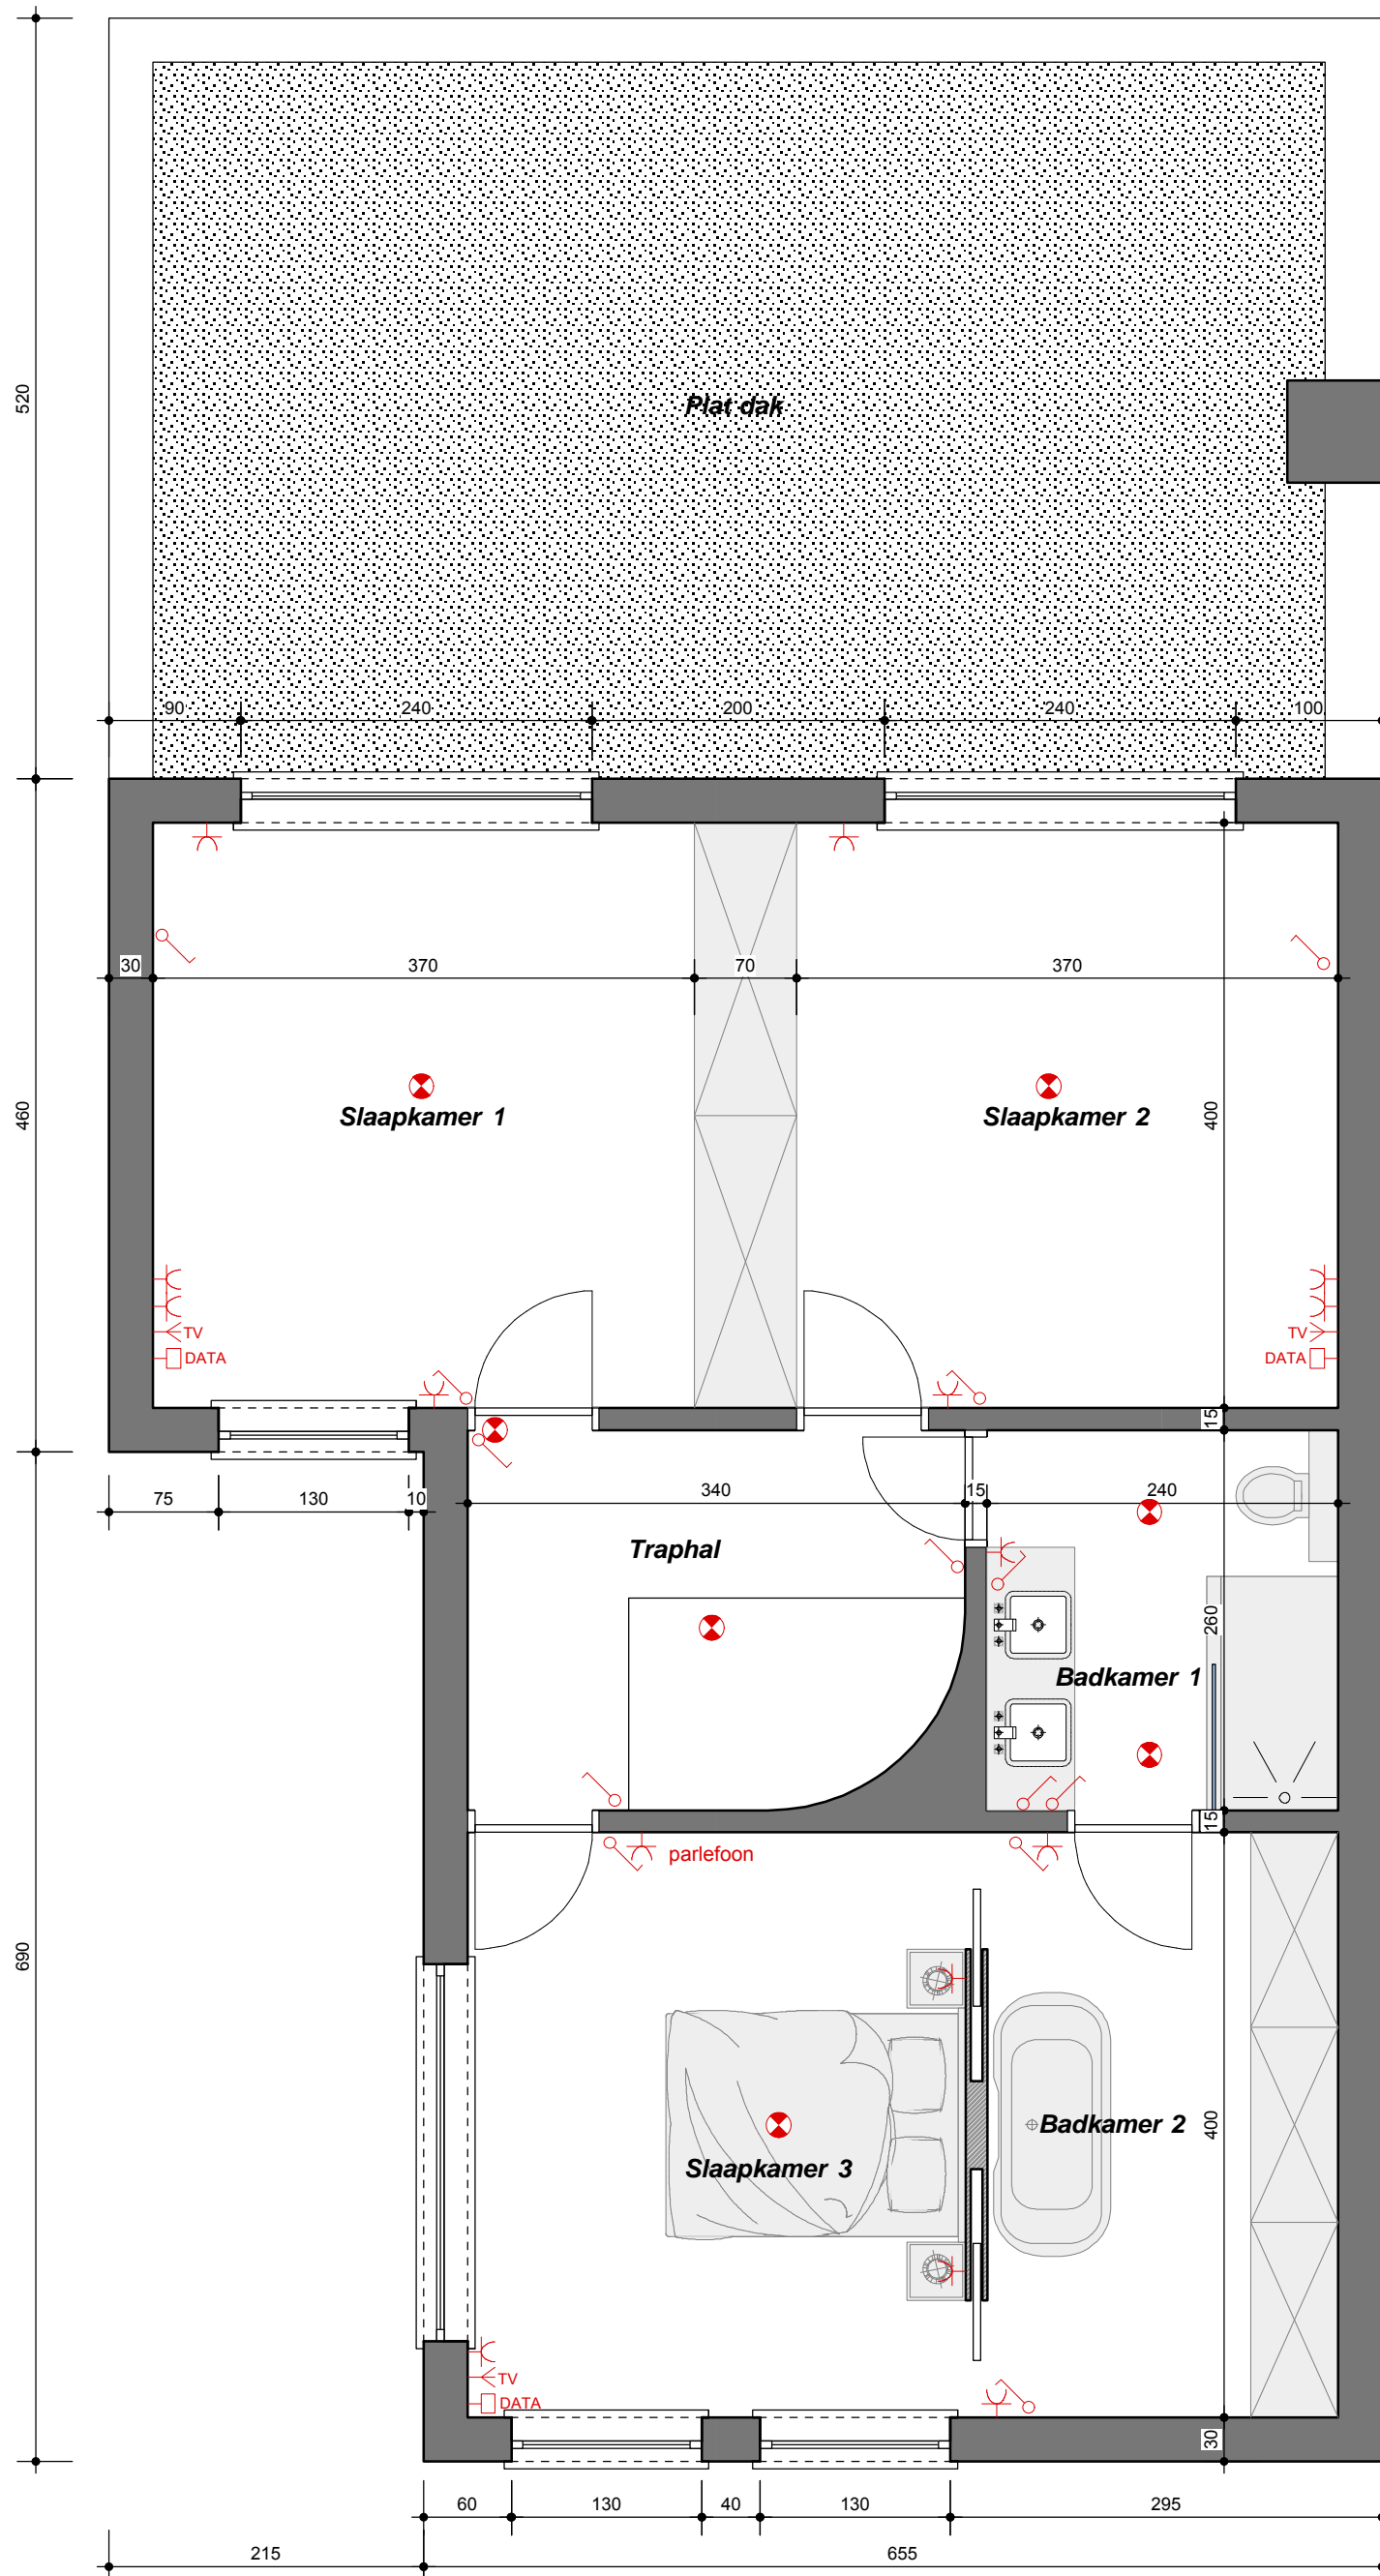 520
Plat dak
90 240 200 240 100
30 370 70 370
460
Slaapkamer 1
Slaapkamer 2
400
TV
DATA
TV
DATA
15
75 130 10
340 15 240
Traphal
260
Badkamer 1
15
parlefoon
690
400
Badkamer 2
Slaapkamer 3
TV
DATA
30
60 130 40 130 295
215 655